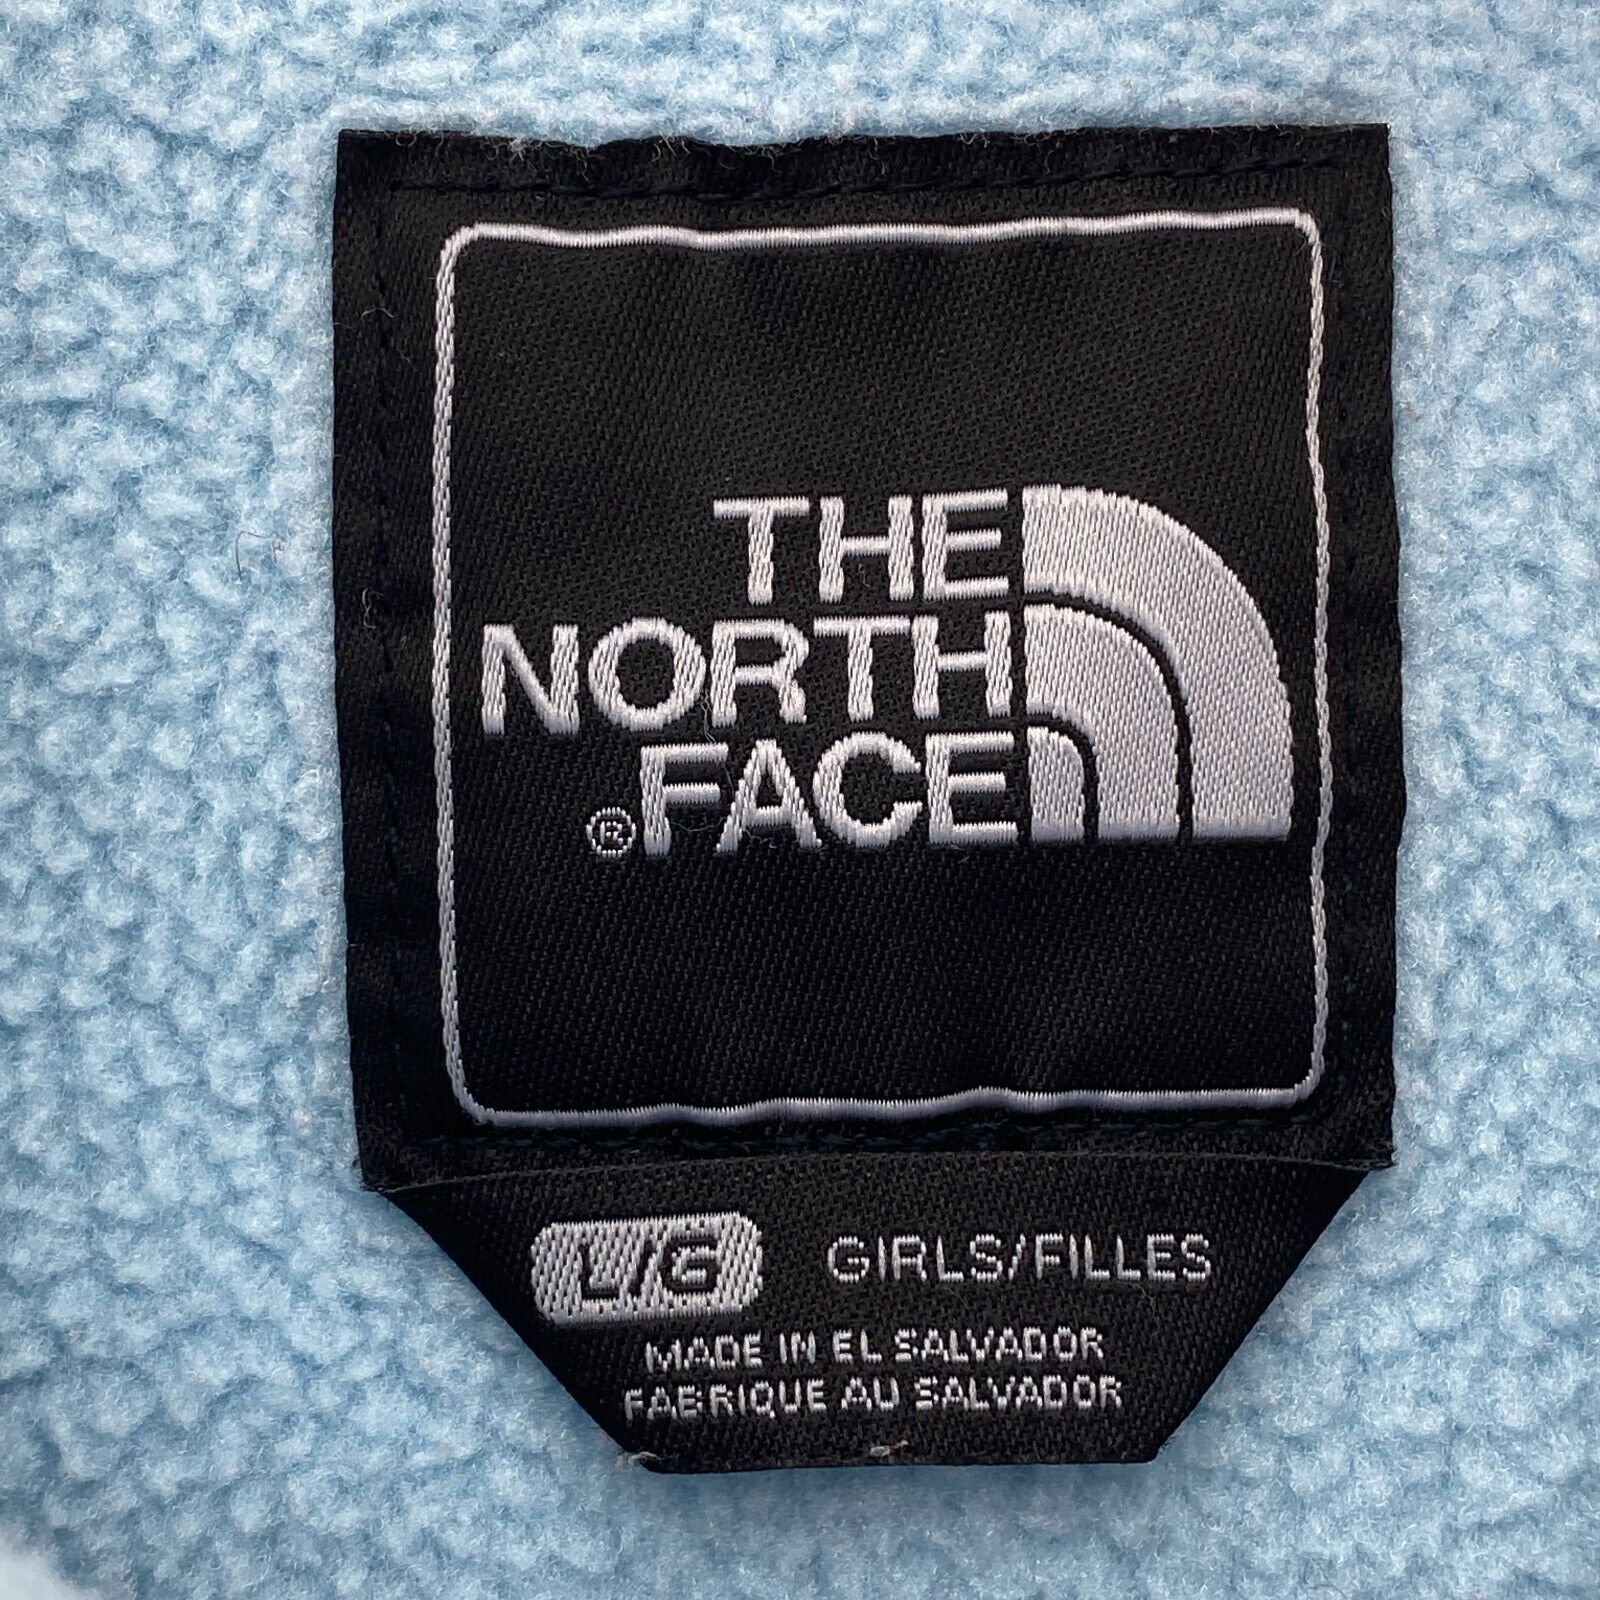 THE
NORTH
®FACE
L/G GIRLS/FILLES
MADE IN EL SALVADOR
FABRIQUE AU SALVADOR